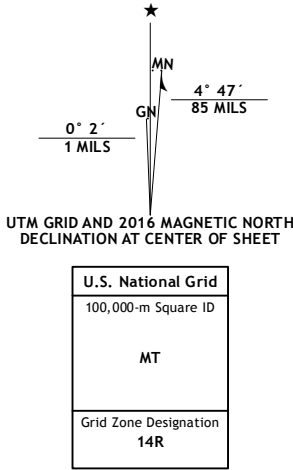 MN
GN
4° 47´
85 MILS
0° 2´
1 MILS
UTM GRID AND 2016 MAGNETIC NORTH
DECLINATION AT CENTER OF SHEET
U.S. National Grid
100,000-m Square ID
MT
Grid Zone Designation
14R